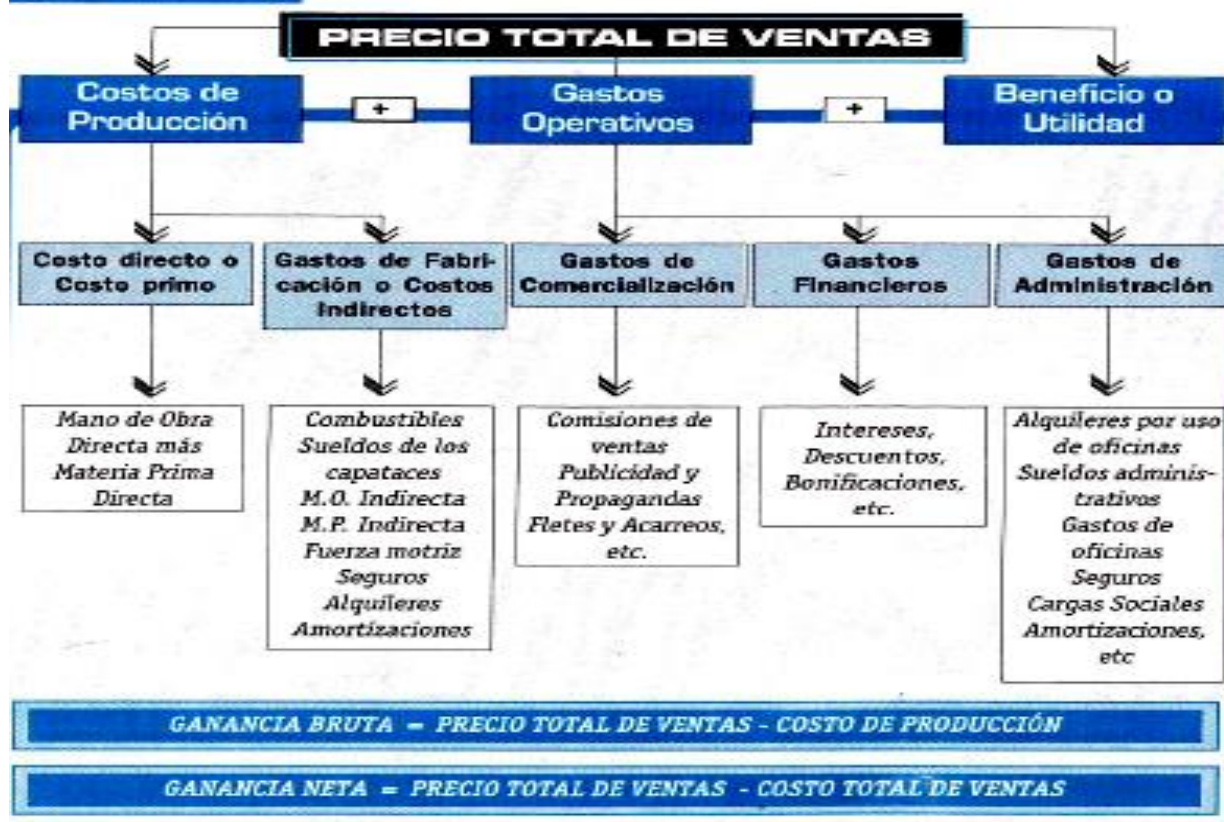 PRECIO TOTAL DE VENTAS
Costos de
Producción
+
Gastos
Operativos
+
Beneficio o
Utilidad
Costo directo o
Costo primo
Gastos de Fabri-
cación o Costos
Indirectos
Gastos de
Comercialización
Gastos
Financieros
Gastos de
Administración
Mano de Obra
Directa más
Materia Prima
Directa
Combustibles
Sueldos de los
capataces
M.O. Indirecta
M.P. Indirecta
Fuerza motriz
Seguros
Alquileres
Amortizaciones
Comisiones de
ventas
Publicidad y
Propagandas
Fletes y Acarreos,
etc.
Intereses,
Descuentos,
Bonificaciones,
etc.
Alquileres por uso
de oficinas
Sueldos adminis-
trativos
Gastos de
oficinas
Seguros
Cargas Sociales
Amortizaciones,
etc
GANANCIA BRUTA = PRECIO TOTAL DE VENTAS - COSTO DE PRODUCCIÓN
GANANCIA NETA = PRECIO TOTAL DE VENTAS - COSTO TOTAL DE VENTAS